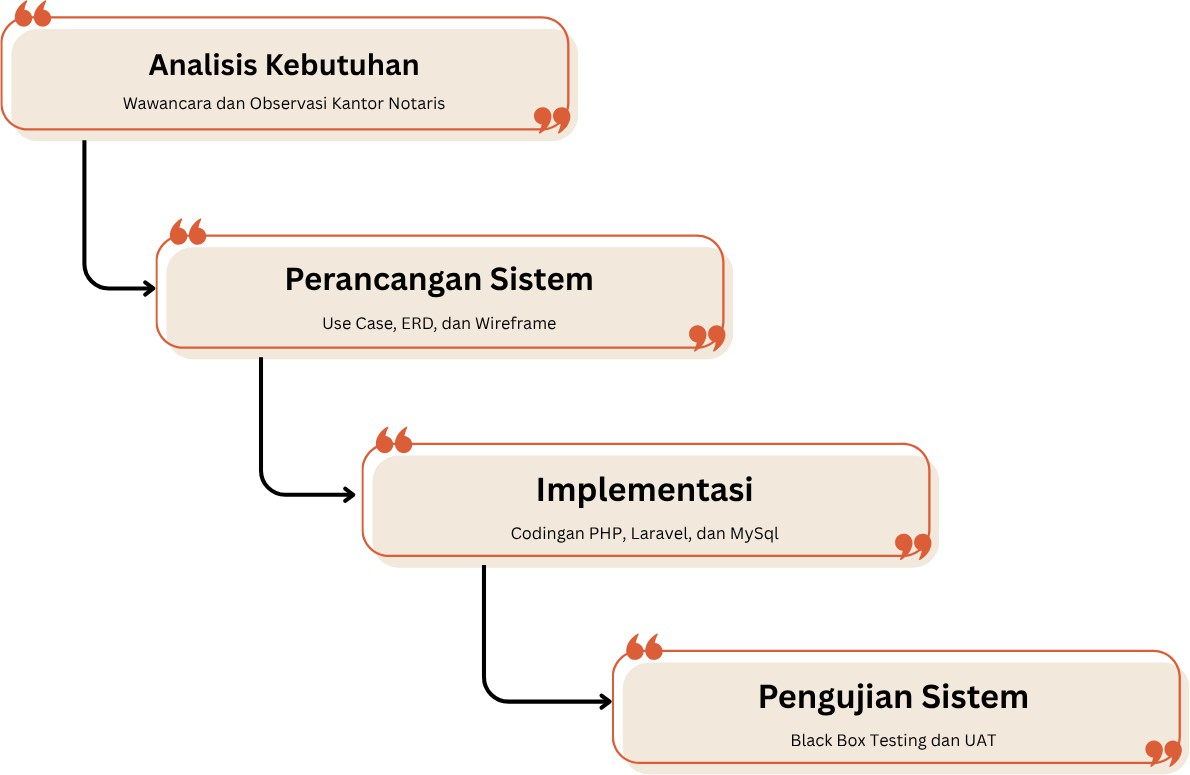 Analisis Kebutuhan
Wawancara dan Observasi Kantor Notaris
Perancangan Sistem
Use Case, ERD, dan Wireframe
Implementasi
Codingan PHP, Laravel, dan MySql
Pengujian Sistem
Black Box Testing dan UAT